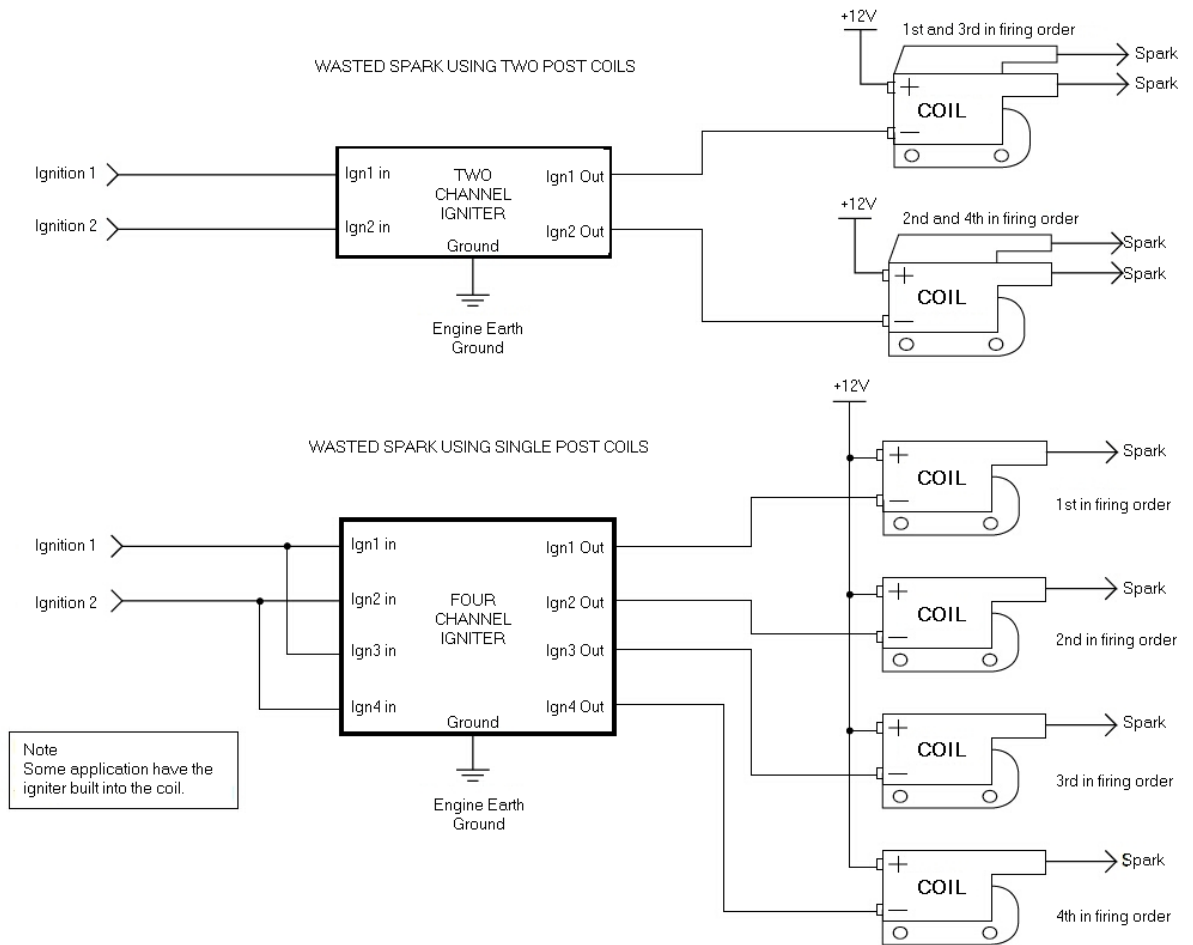 +12V
1st and 3rd in firing order
Spark
WASTED SPARK USING TWO POST COILS
Spark
+
COIL
−
Ignition 1
Ign1 in
TWO
CHANNEL
IGNITER
Ign1 Out
Ignition 2
Ign2 in
Ign2 Out
Ground
Engine Earth
Ground
+12V
2nd and 4th in firing order
Spark
+
Spark
COIL
−
+12V
WASTED SPARK USING SINGLE POST COILS
+
COIL
−
Spark
1st in firing order
Ignition 1
Ign1 in
Ign1 Out
Ignition 2
Ign2 in
FOUR
CHANNEL
IGNITER
Ign2 Out
Ign3 in
Ign3 Out
Ign4 in
Ign4 Out
Ground
Engine Earth
Ground
+
COIL
−
Spark
2nd in firing order
+
COIL
−
Spark
3rd in firing order
+
COIL
−
Spark
4th in firing order
Note
Some application have the
igniter built into the coil.